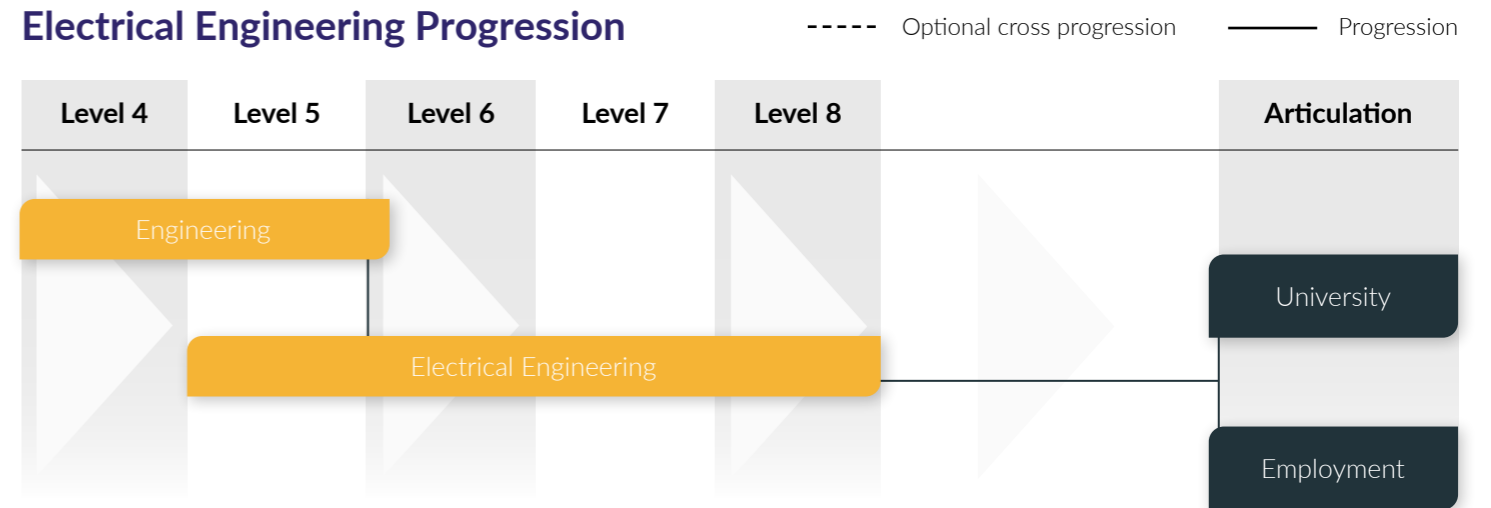 Electrical Engineering Progression
Optional cross progression
Progression
Level 4
Level 5
Level 6
Level 7
Level 8
Articulation
Engineering
University
Electrical Engineering
Employment